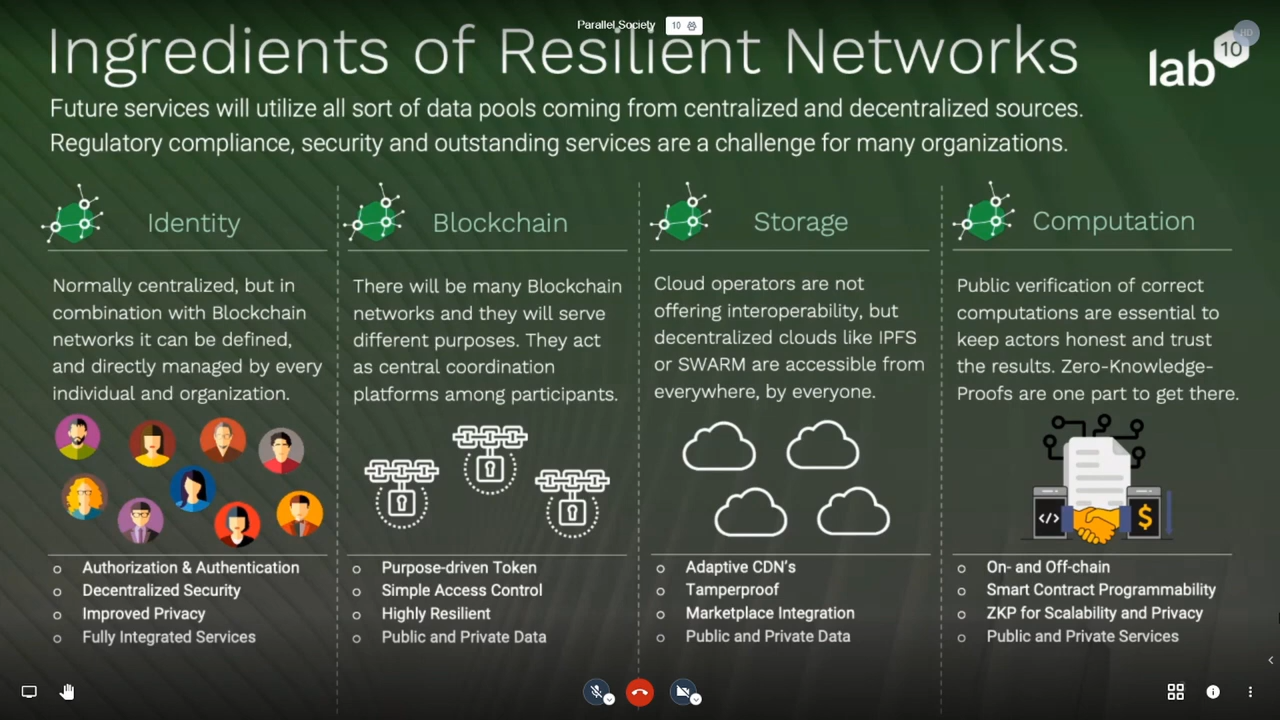 Parallel Society 10
Ingredients of Resilient Networks
lab 10
HD
Future services will utilize all sort of data pools coming from centralized and decentralized sources.
Regulatory compliance, security and outstanding services are a challenge for many organizations.
Identity
Normally centralized, but in
combination with Blockchain
networks it can be defined,
and directly managed by every
individual and organization.
Authorization & Authentication
Decentralized Security
Improved Privacy
Fully Integrated Services
Blockchain
There will be many Blockchain
networks and they will serve
different purposes. They act
as central coordination
platforms among participants.
Purpose-driven Token
Simple Access Control
Highly Resilient
Public and Private Data
Storage
Cloud operators are not
offering interoperability, but
decentralized clouds like IPFS
or SWARM are accessible from
everywhere, by everyone.
Adaptive CDN's
Tamperproof
Marketplace Integration
Public and Private Data
Computation
Public verification of correct
computations are essential to
keep actors honest and trust
the results. Zero-Knowledge-
Proofs are one part to get there.
</> $
On- and Off-chain
Smart Contract Programmability
ZKP for Scalability and Privacy
Public and Private Services